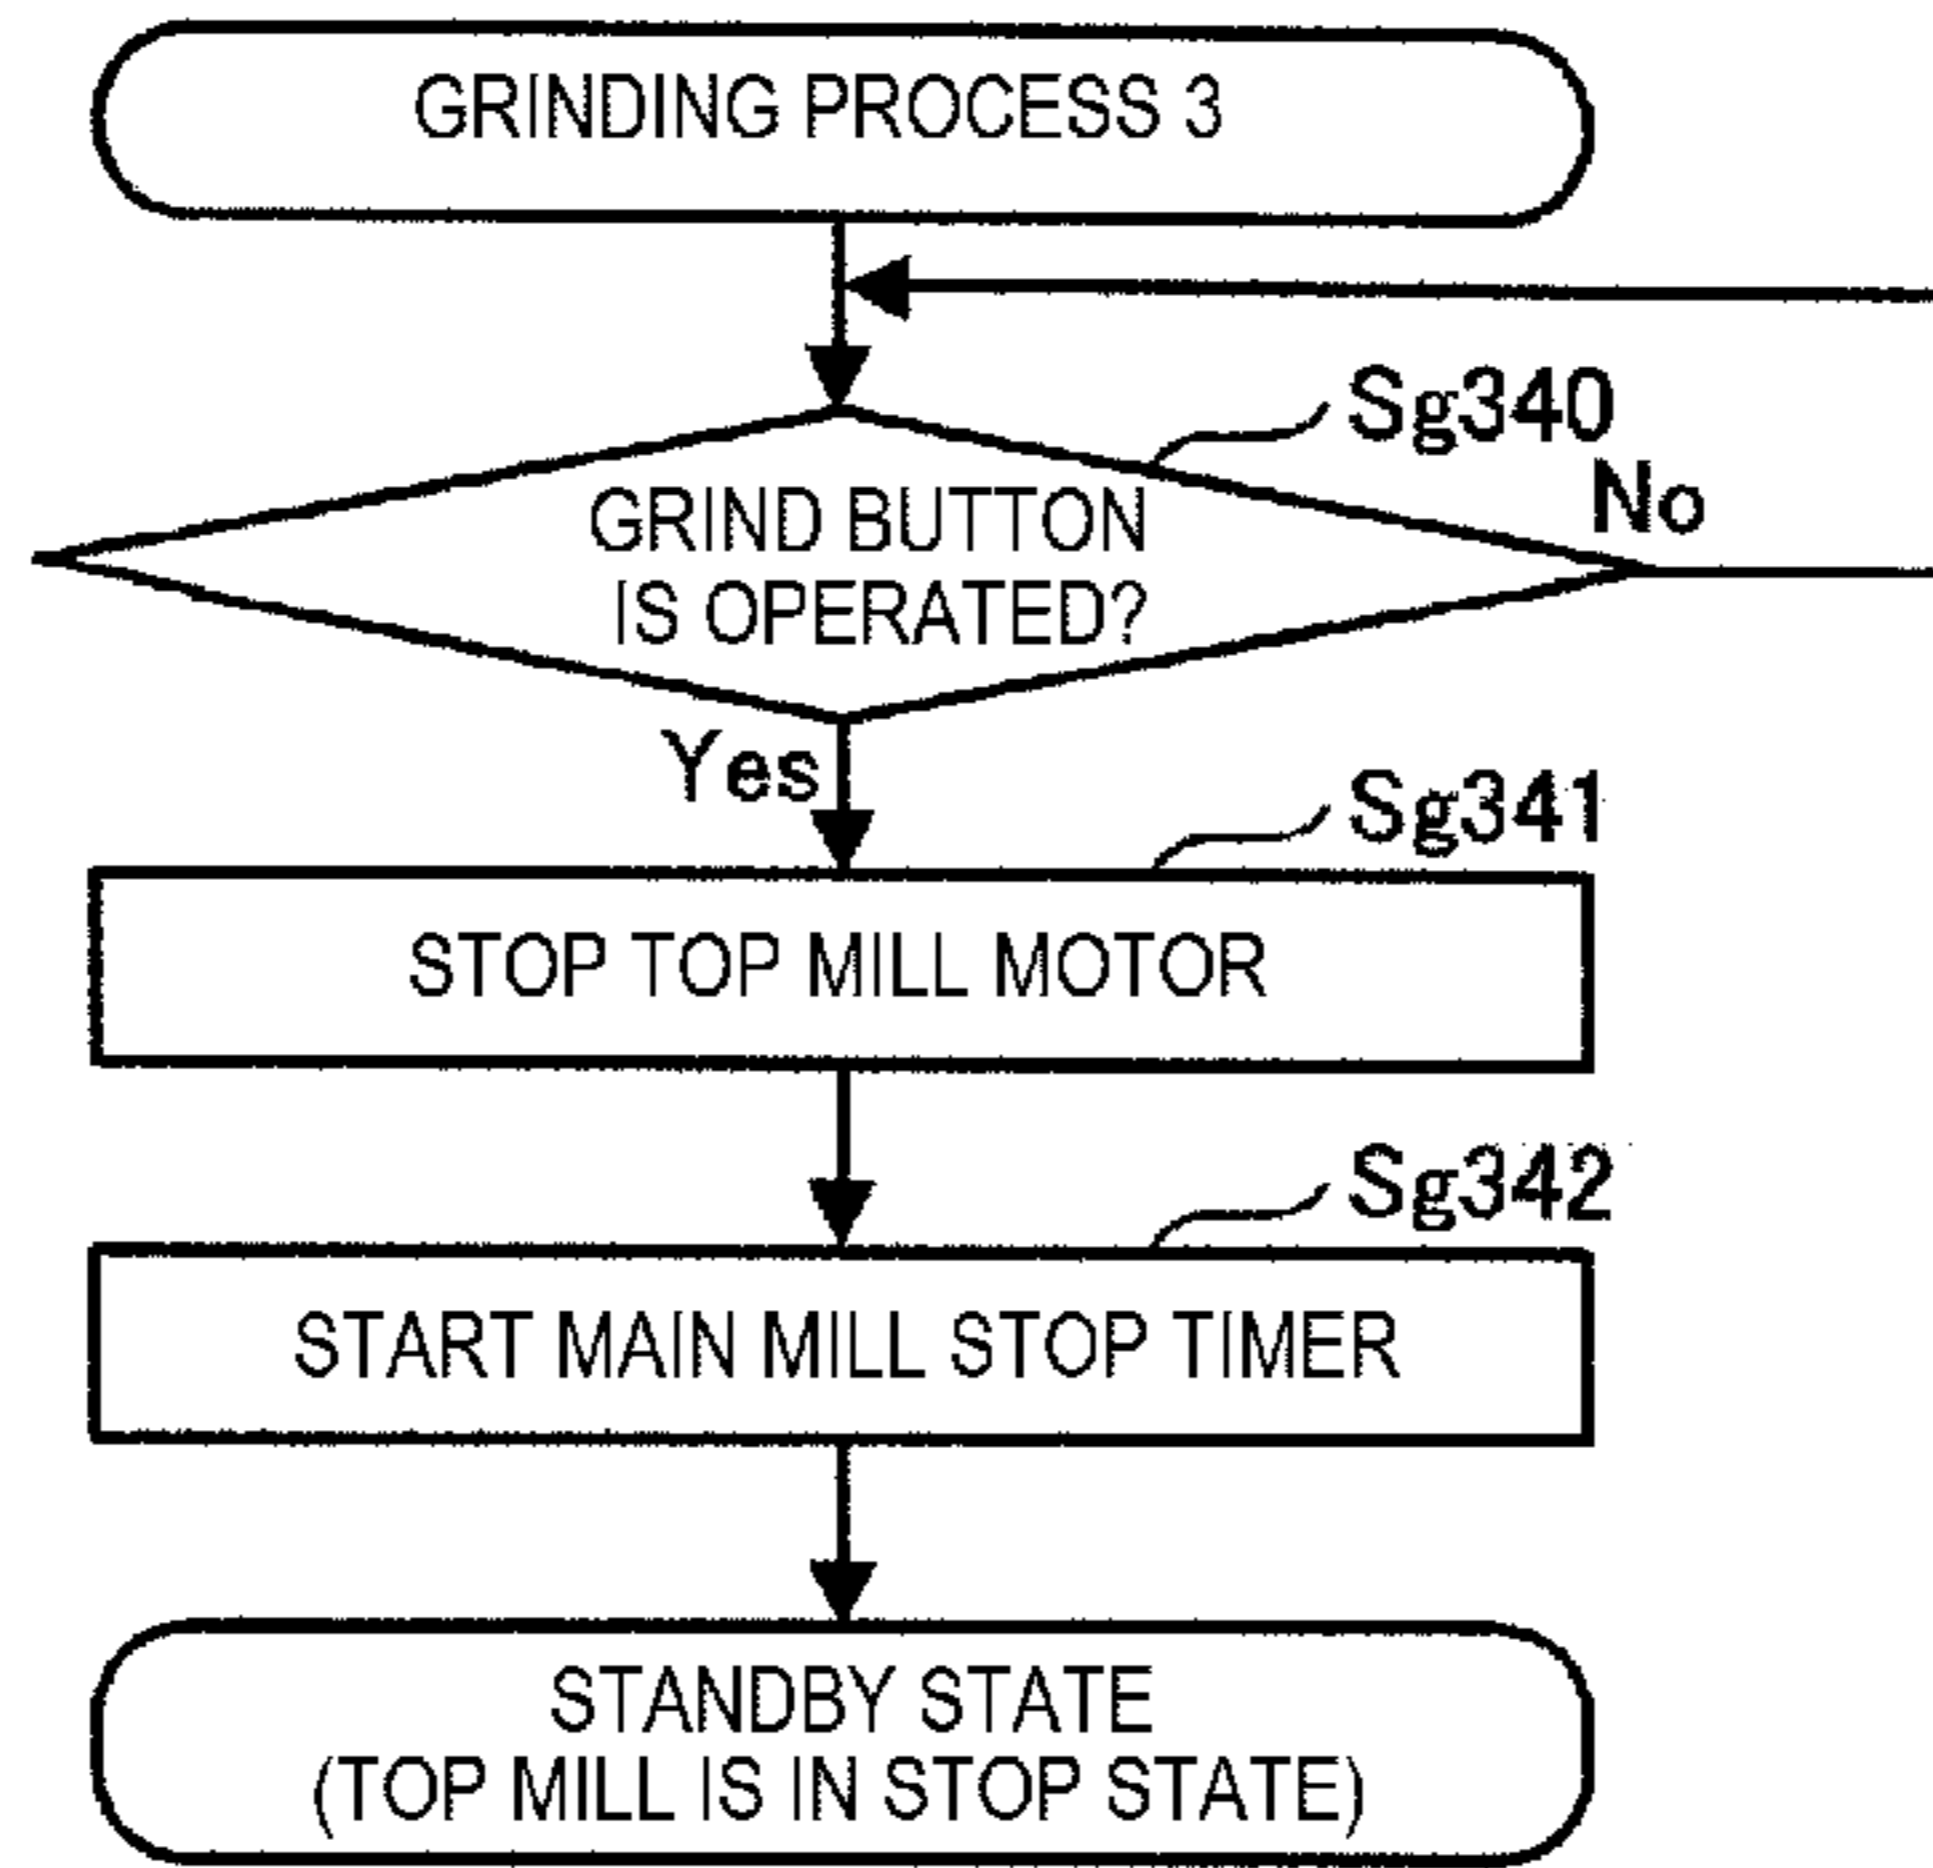 GRINDING PROCESS 3
Sg340
No
GRIND BUTTON
IS OPERATED?
Yes
Sg341
STOP TOP MILL MOTOR
Sg342
START MAIN MILL STOP TIMER
STANDBY STATE
(TOP MILL IS IN STOP STATE)